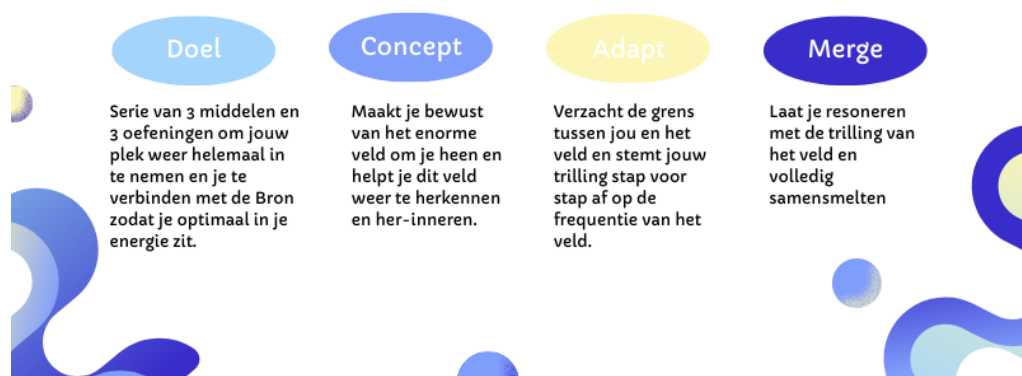 Doel
Serie van 3 middelen en
3 oefeningen om jouw
plek weer helemaal in
te nemen en je te
verbinden met de Bron
zodat je optimaal in je
energie zit.
Concept
Maakt je bewust
van het enorme
veld om je heen en
helpt je dit veld
weer te herkennen
en her-inneren.
Adapt
Verzacht de grens
tussen jou en het
veld en stemt jouw
trilling stap voor
stap af op de
frequentie van het
veld.
Merge
Laat je resoneren
met de trilling van
het veld en
volledig
samensmelten